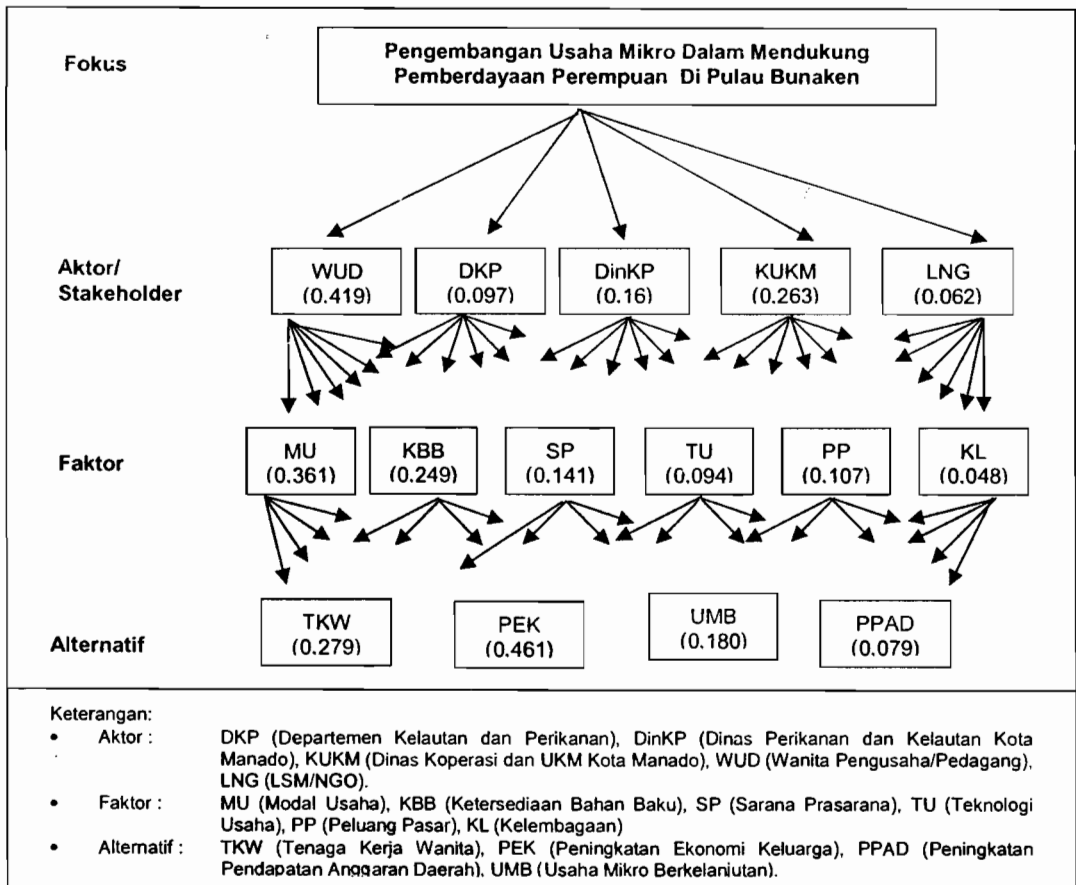 Fokus
Pengembangan Usaha Mikro Dalam Mendukung
Pemberdayaan Perempuan Di Pulau Bunaken
Aktor/
Stakeholder
WUD
(0.419)
DKP
(0.097)
DinKP
(0.16)
KUKM
(0.263)
LNG
(0.062)
Faktor
MU
(0.361)
KBB
(0.249)
SP
(0.141)
TU
(0.094)
PP
(0.107)
KL
(0.048)
Alternatif
TKW
(0.279)
PEK
(0.461)
UMB
(0.180)
PPAD
(0.079)
Keterangan:
• Aktor : DKP (Departemen Kelautan dan Perikanan), DinKP (Dinas Perikanan dan Kelautan Kota
Manado), KUKM (Dinas Koperasi dan UKM Kota Manado), WUD (Wanita Pengusaha/Pedagang),
LNG (LSM/NGO).
• Faktor : MU (Modal Usaha), KBB (Ketersediaan Bahan Baku), SP (Sarana Prasarana), TU (Teknologi
Usaha), PP (Peluang Pasar), KL (Kelembagaan)
• Alternatif : TKW (Tenaga Kerja Wanita), PEK (Peningkatan Ekonomi Keluarga), PPAD (Peningkatan
Pendapatan Anggaran Daerah), UMB (Usaha Mikro Berkelanjutan).